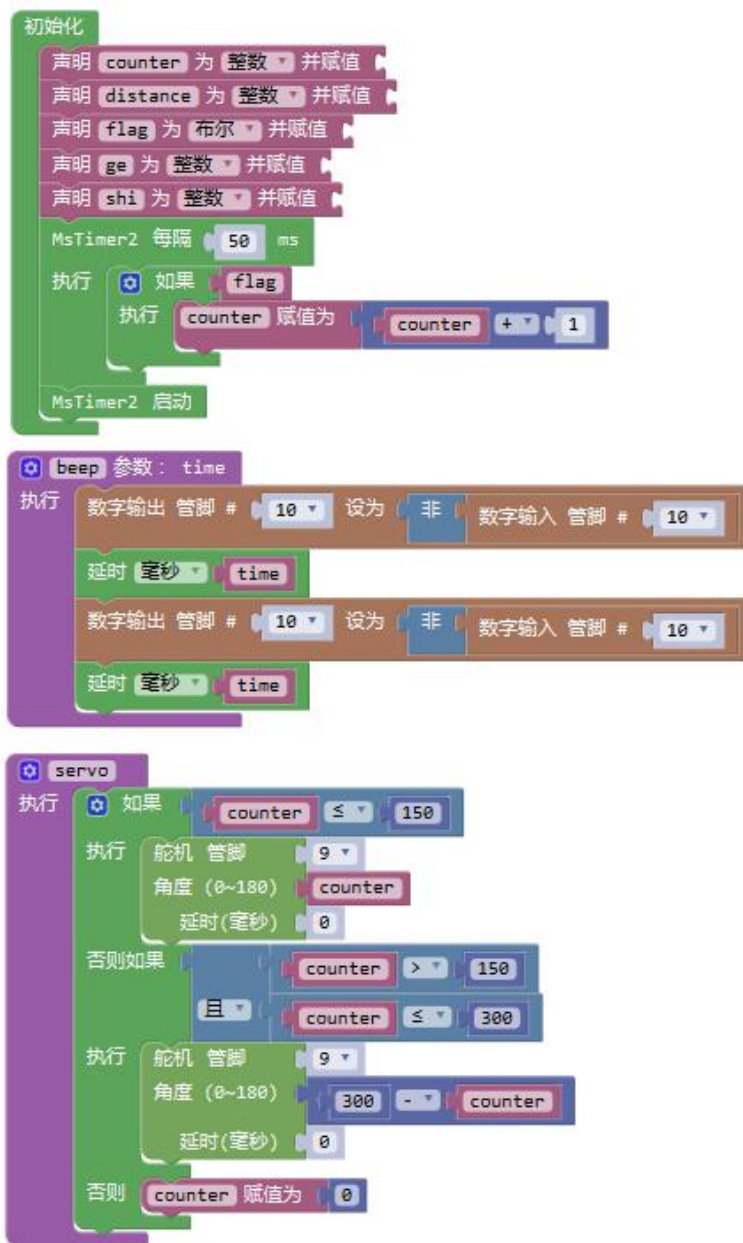 初始化
声明 counter 为 整数 并赋值
声明 distance 为 整数 并赋值
声明 flag 为 布尔 并赋值
声明 ge 为 整数 并赋值
声明 shi 为 整数 并赋值
MsTimer2 每隔 50 ms
执行 如果 flag
执行 counter 赋值为 counter + 1
MsTimer2 启动
beep 参数： time
执行 数字输出 管脚 # 10 设为 非 数字输入 管脚 # 10
延时 毫秒 time
数字输出 管脚 # 10 设为 非 数字输入 管脚 # 10
延时 毫秒 time
servo
执行 如果 counter ≤ 150
执行 舵机 管脚 9
角度 (0~180) counter
延时(毫秒) 0
否则如果 counter > 150
且 counter ≤ 300
执行 舵机 管脚 9
角度 (0~180) 300 - counter
延时(毫秒) 0
否则 counter 赋值为 0